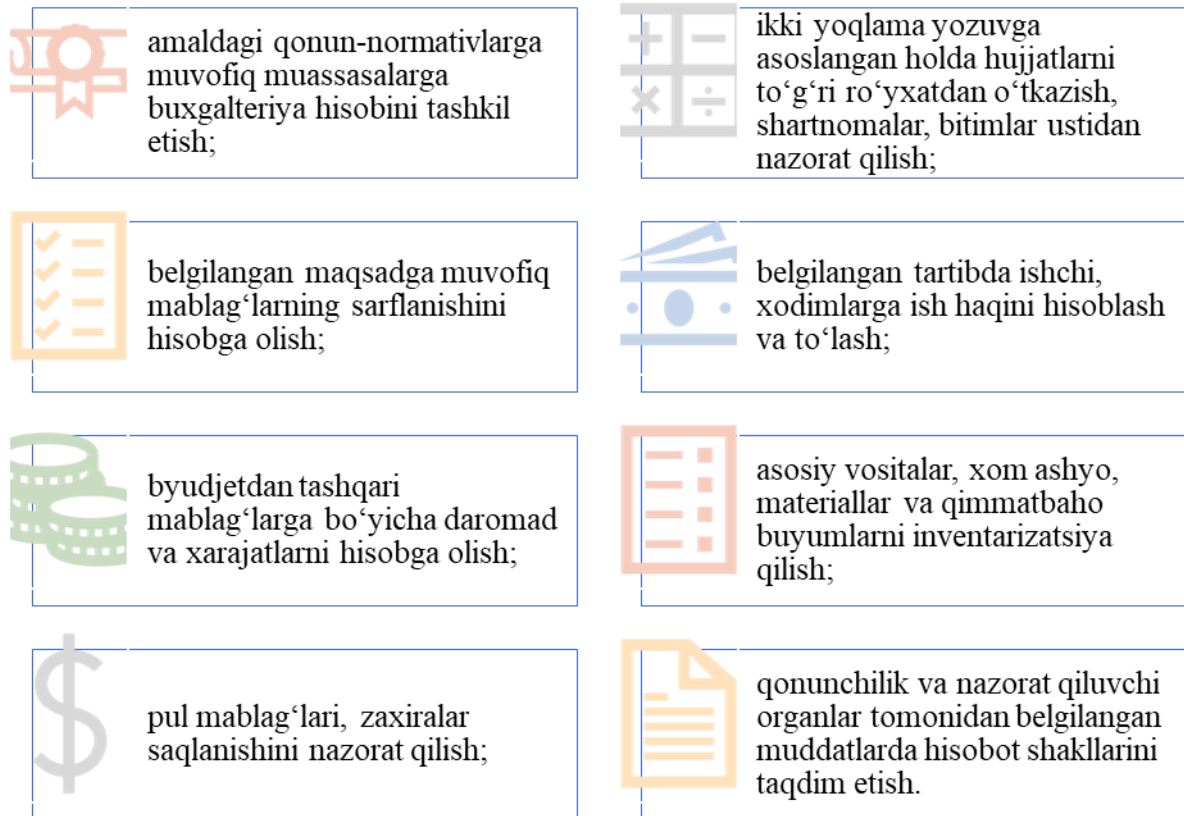 amaldagi qonun-normativlarga
muvofiq muassasalarga
buxgalteriya hisobini tashkil
etish;
ikki yoqlama yozuvga
asoslangan holda hujjatlarni
to‘g‘ri ro‘yxatdan o‘tkazish,
shartnomalar, bitimlar ustidan
nazorat qilish;
belgilangan maqsadga muvofiq
mablag‘larning sarflanishini
hisobga olish;
belgilangan tartibda ishchi,
xodimlarga ish haqini hisoblash
va to‘lash;
byudjetdan tashqari
mablag‘larga bo‘yicha daromad
va xarajatlarni hisobga olish;
asosiy vositalar, xom ashyo,
materiallar va qimmatbaho
buyumlarni inventarizatsiya
qilish;
pul mablag‘lari, zaxiralar
saqlanishini nazorat qilish;
qonunchilik va nazorat qiluvchi
organlar tomonidan belgilangan
muddatlarda hisobot shakllarini
taqdim etish.